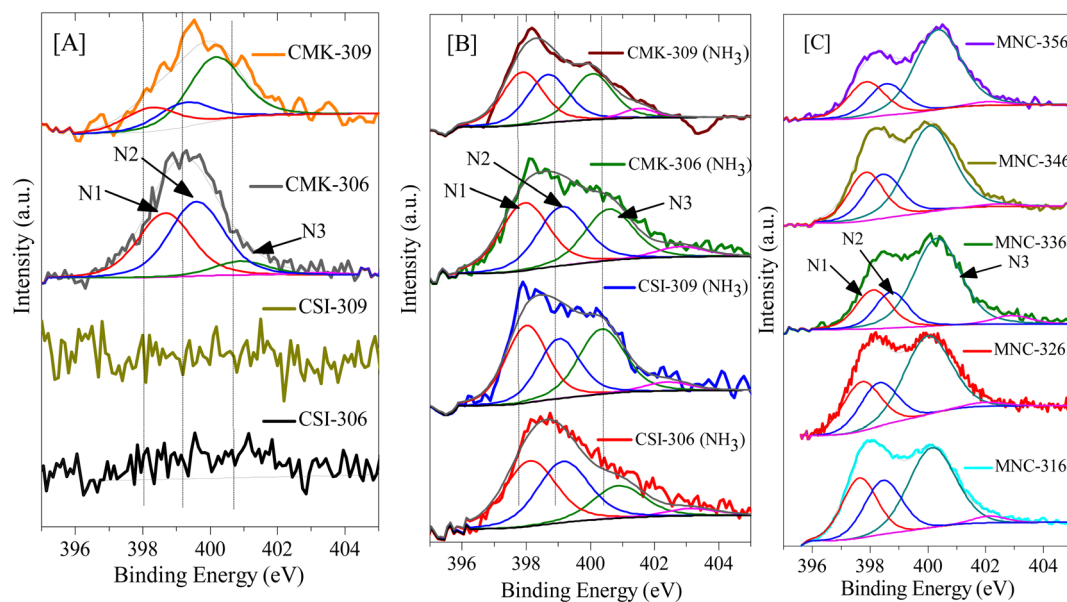 [A]
CMK-309
N2
N1
CMK-306
N3
CSI-309
CSI-306
Intensity (a.u.)
396 398 400 402 404
Binding Energy (eV)
[B]
CMK-309 (NH₃)
N2
CMK-306 (NH₃)
N1
N3
CSI-309 (NH₃)
CSI-306 (NH₃)
Intensity (a.u.)
396 398 400 402 404
Binding Energy (eV)
[C]
MNC-356
MNC-346
MNC-336
N2
N1
N3
MNC-326
MNC-316
Intensity (a.u.)
396 398 400 402 404
Binding Energy (eV)